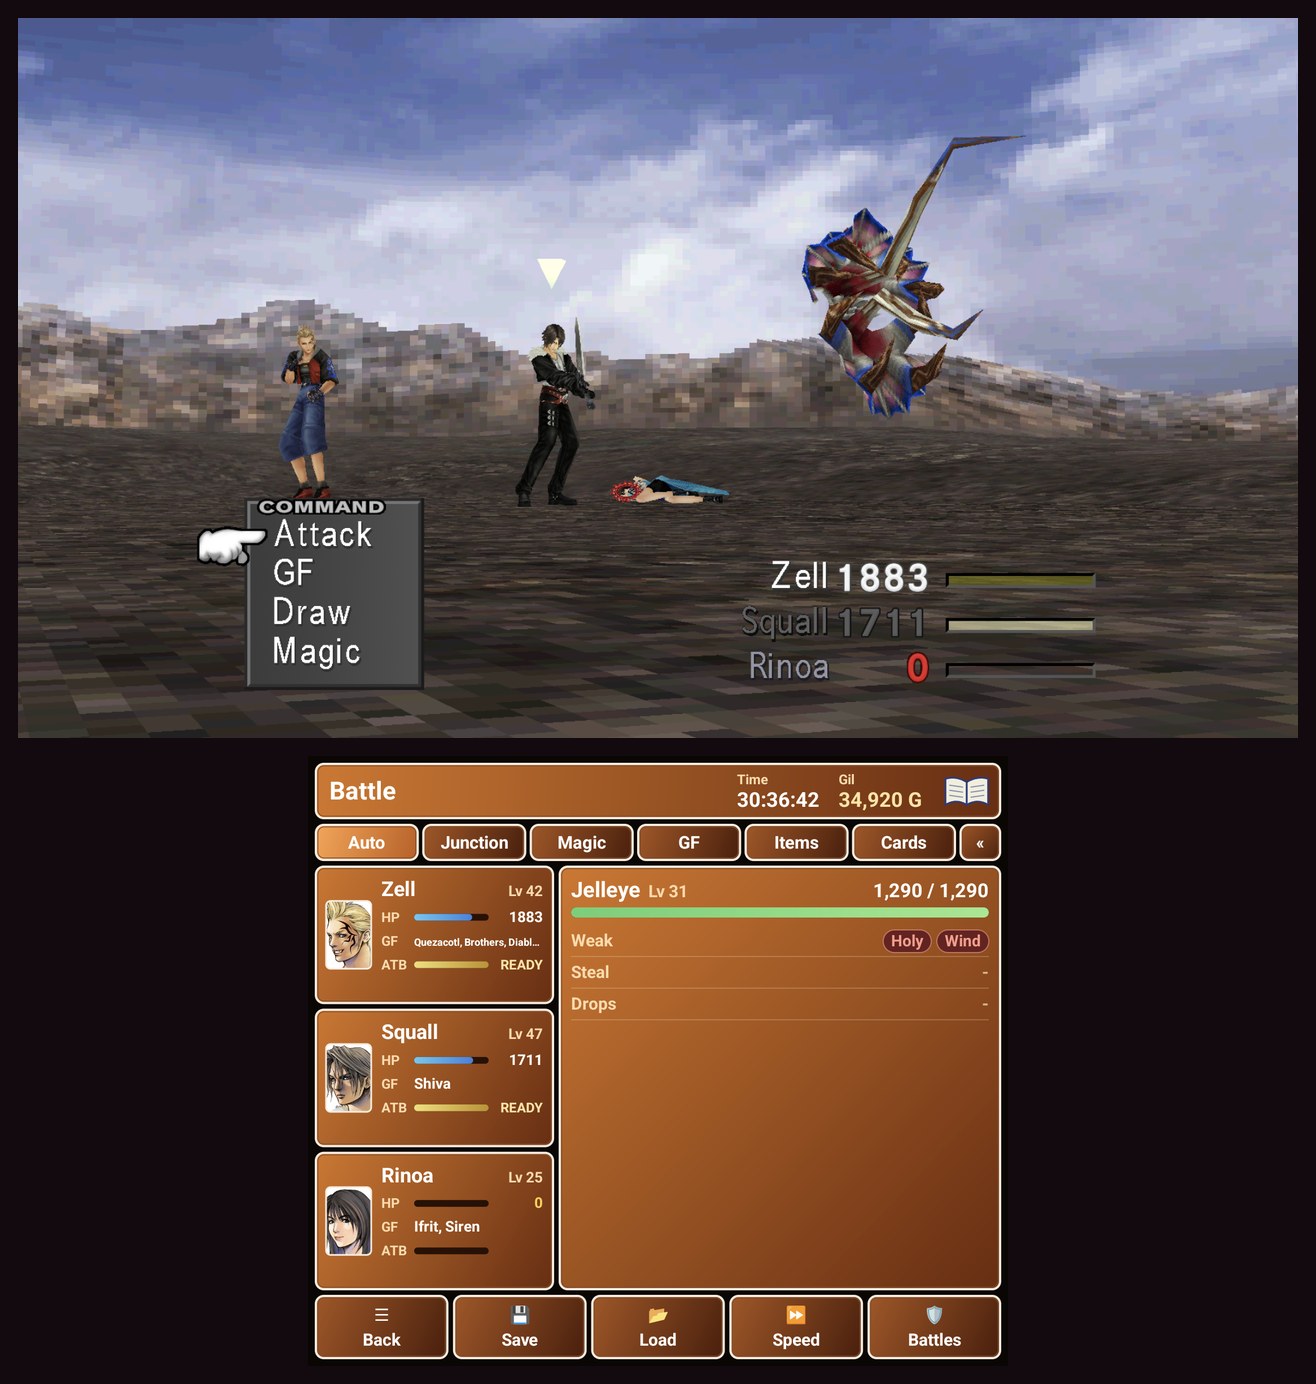 COMMAND
Attack
GF
Draw
Magic
Zell 1883
Squall 1711
Rinoa 0
Battle
Time
30:36:42
Gil
34,920 G
Auto
Junction
Magic
GF
Items
Cards
«
Zell Lv 42
HP 1883
GF Quezacotl, Brothers, Diabl...
ATB READY
Squall Lv 47
HP 1711
GF Shiva
ATB READY
Rinoa Lv 25
HP 0
GF Ifrit, Siren
ATB
Jelleye Lv 31 1,290 / 1,290
Weak Holy Wind
Steal -
Drops -
Back
Save
Load
Speed
Battles